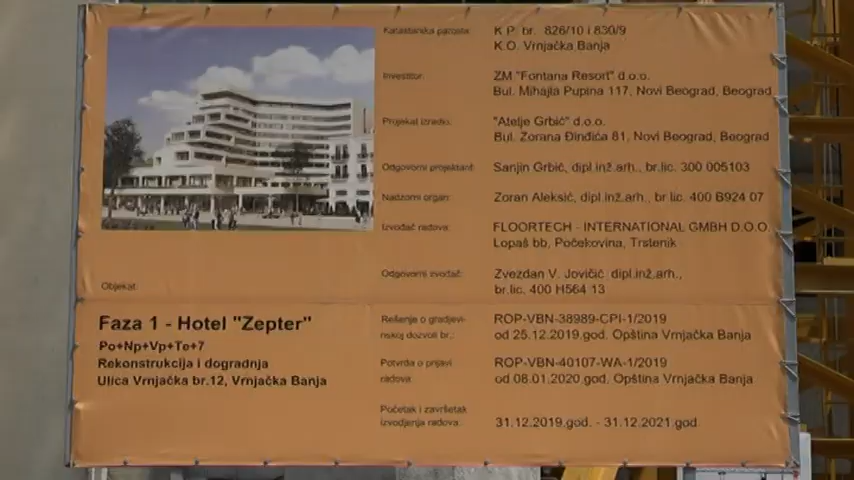 Katastarska parcela: K.P. br. 826/10 i 830/9
K.O. Vrnjačka Banja
Investitor: ZM "Fontana Resort" d.o.o.
Bul. Mihajla Pupina 117, Novi Beograd, Beograd
Projekat izradio: "Atelje Grbić" d.o.o.
Bul. Zorana Đinđića 81, Novi Beograd, Beograd
Odgovorni projektant: Sanjin Grbić, dipl.inž.arh., br.lic. 300 005103
Nadzorni organ: Zoran Aleksić, dipl.inž.arh., br lic. 400 B924 07
Izvođač radova: FLOORTECH - INTERNATIONAL GMBH D.O.O.
Lopaš bb, Počekovina, Trstenik
Odgovorni izvođač: Zvezdan V. Jovičić dipl.inž.arh.,
br.lic. 400 H564 13
Objekat:
Faza 1 - Hotel "Zepter"
Po+Np+Vp+Te+7
Rekonstrukcija i dogradnja
Ulica Vrnjačka br.12, Vrnjačka Banja
Rešenje o građevi- ROP-VBN-38989-CPI-1/2019
nskoj dozvoli br.: od 25.12.2019.god. Opština Vrnjačka Banja
Potvrda o prijavi ROP-VBN-40107-WA-1/2019
radova: od 08.01.2020.god. Opština Vrnjačka Banja
Početak i završetak
izvodjenja radova: 31.12.2019.god. - 31.12.2021.god.